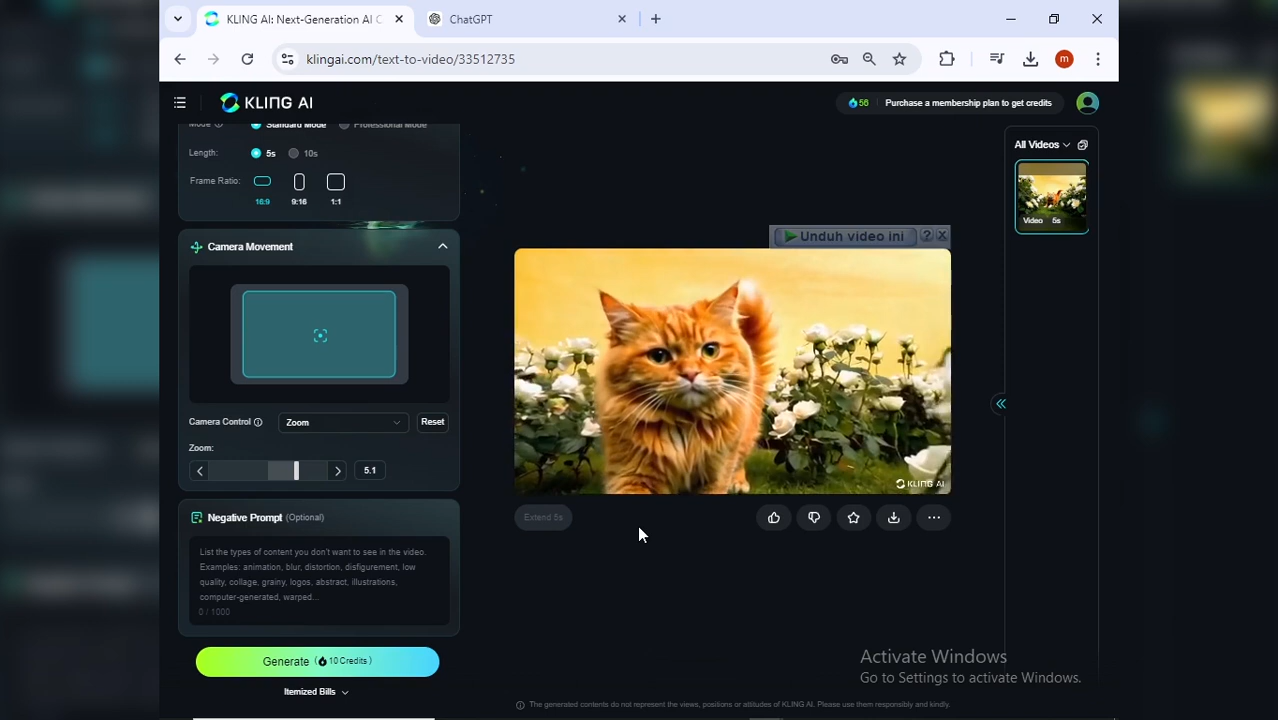 KLING AI: Next-Generation AI C
ChatGPT
klingai.com/text-to-video/33512735
m
KLING AI
56
Purchase a membership plan to get credits
Mode
Standard Mode
Professional Mode
Length:
5s
10s
Frame Ratio:
16:9
9:16
1:1
All Videos
Video 5s
Camera Movement
Unduh video ini
?
X
Camera Control
Zoom
Reset
Zoom:
5.1
KLING AI
Extend 5s
Negative Prompt (Optional)
List the types of content you don't want to see in the video.
Examples: animation, blur, distortion, disfigurement, low
quality, collage, grainy, logos, abstract, illustrations,
computer-generated, warped...
0 / 1000
Generate ( 10 Credits )
Itemized Bills
Activate Windows
Go to Settings to activate Windows.
The generated contents do not represent the views, positions or attitudes of KLING AI. Please use them responsibly and kindly.